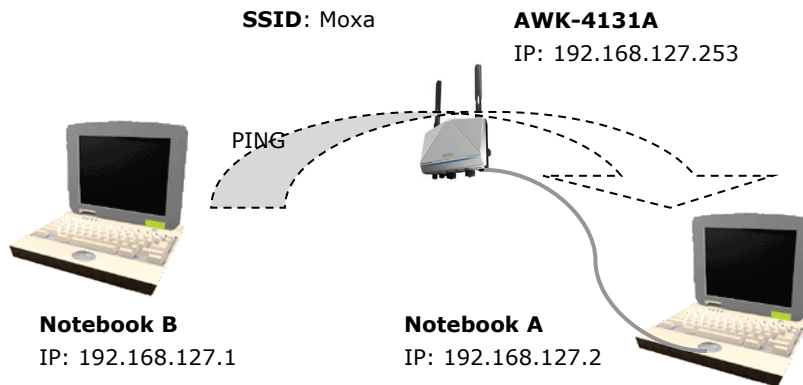 SSID: Moxa
AWK-4131A
IP: 192.168.127.253
PING
Notebook B
IP: 192.168.127.1
Notebook A
IP: 192.168.127.2